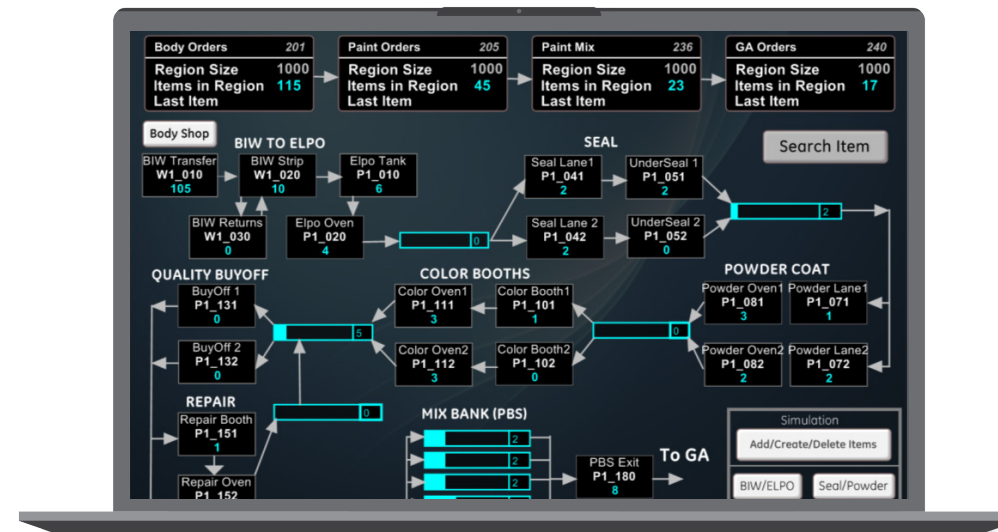 Body Orders 201
Region Size 1000
Items in Region 115
Last Item
Paint Orders 205
Region Size 1000
Items in Region 45
Last Item
Paint Mix 236
Region Size 1000
Items in Region 23
Last Item
GA Orders 240
Region Size 1000
Items in Region 17
Last Item
Body Shop
BIW TO ELPO
SEAL
Search Item
BIW Transfer
W1_010
105
BIW Strip
W1_020
10
Elpo Tank
P1_010
6
Seal Lane1
P1_041
2
UnderSeal 1
P1_051
2
BIW Returns
W1_030
0
Elpo Oven
P1_020
4
0
Seal Lane 2
P1_042
2
UnderSeal 2
P1_052
0
2
QUALITY BUYOFF
COLOR BOOTHS
POWDER COAT
BuyOff 1
P1_131
0
Color Oven1
P1_111
3
Color Booth1
P1_101
1
Powder Oven1
P1_081
3
Powder Lane1
P1_071
1
5
0
BuyOff 2
P1_132
0
Color Oven2
P1_112
3
Color Booth2
P1_102
0
Powder Oven2
P1_082
2
Powder Lane2
P1_072
2
REPAIR
0
MIX BANK (PBS)
Repair Booth
P1_151
1
Repair Oven
P1_152
2
2
2
PBS Exit
P1_180
8
To GA
Simulation
Add/Create/Delete Items
BIW/ELPO
Seal/Powder